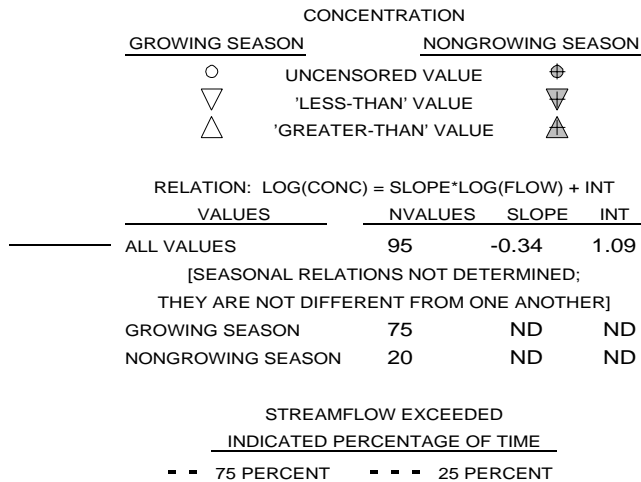 CONCENTRATION
GROWING SEASON NONGROWING SEASON
UNCENSORED VALUE
'LESS-THAN' VALUE
'GREATER-THAN' VALUE
RELATION: LOG(CONC) = SLOPE*LOG(FLOW) + INT
VALUES NVALUES SLOPE INT
ALL VALUES 95 -0.34 1.09
[SEASONAL RELATIONS NOT DETERMINED;
THEY ARE NOT DIFFERENT FROM ONE ANOTHER]
GROWING SEASON 75 ND ND
NONGROWING SEASON 20 ND ND
STREAMFLOW EXCEEDED
INDICATED PERCENTAGE OF TIME
75 PERCENT 25 PERCENT